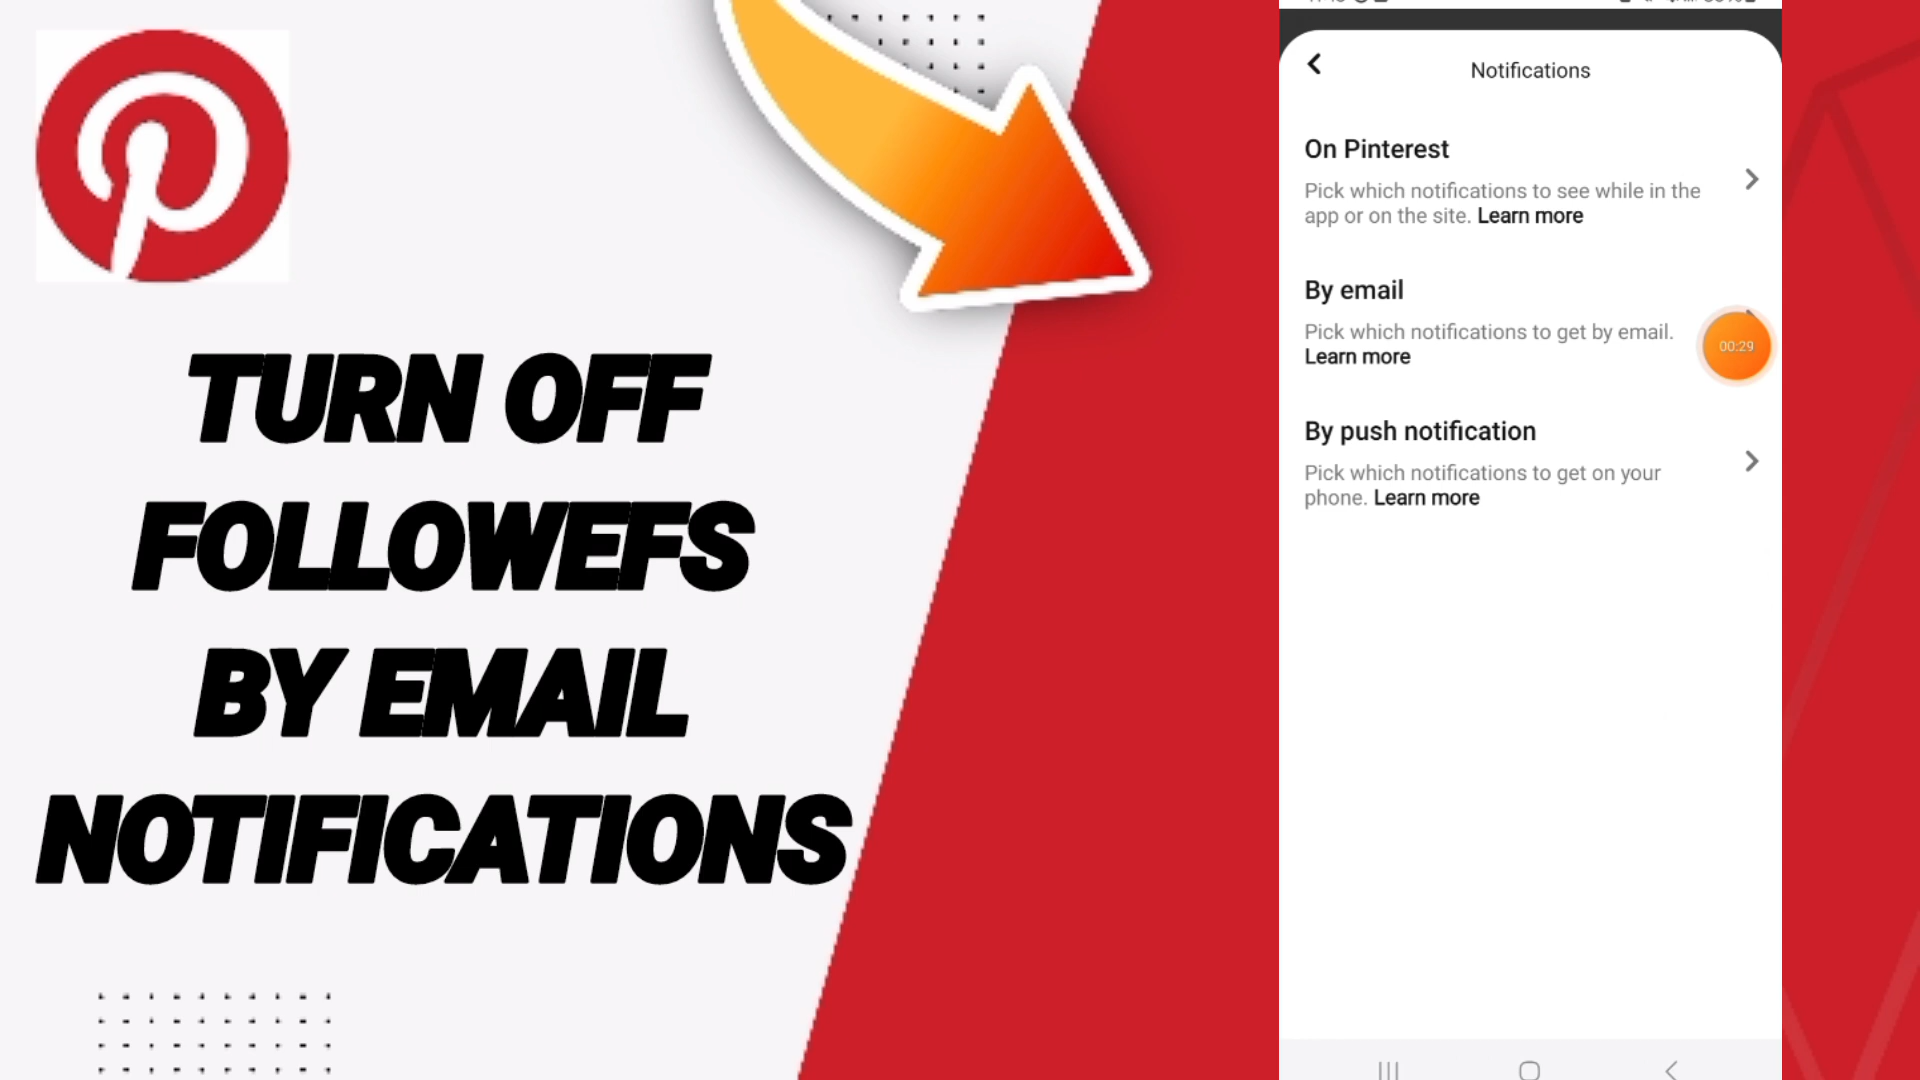 TURN OFF
FOLLOWEFS
BY EMAIL
NOTIFICATIONS
Notifications
On Pinterest
Pick which notifications to see while in the
app or on the site. Learn more
By email
Pick which notifications to get by email.
Learn more
00:29
By push notification
Pick which notifications to get on your
phone. Learn more